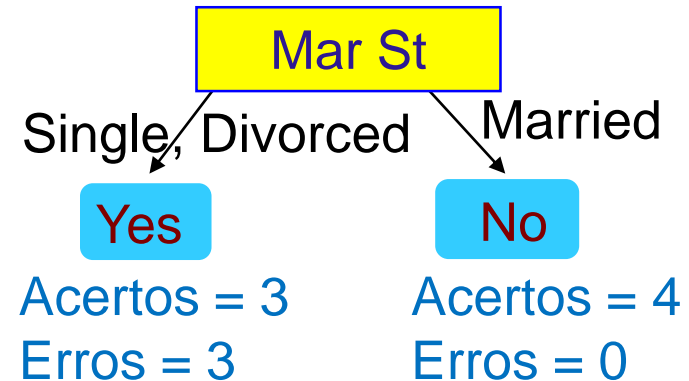 Mar St
Single, Divorced
Married
Yes
No
Acertos = 3
Erros = 3
Acertos = 4
Erros = 0